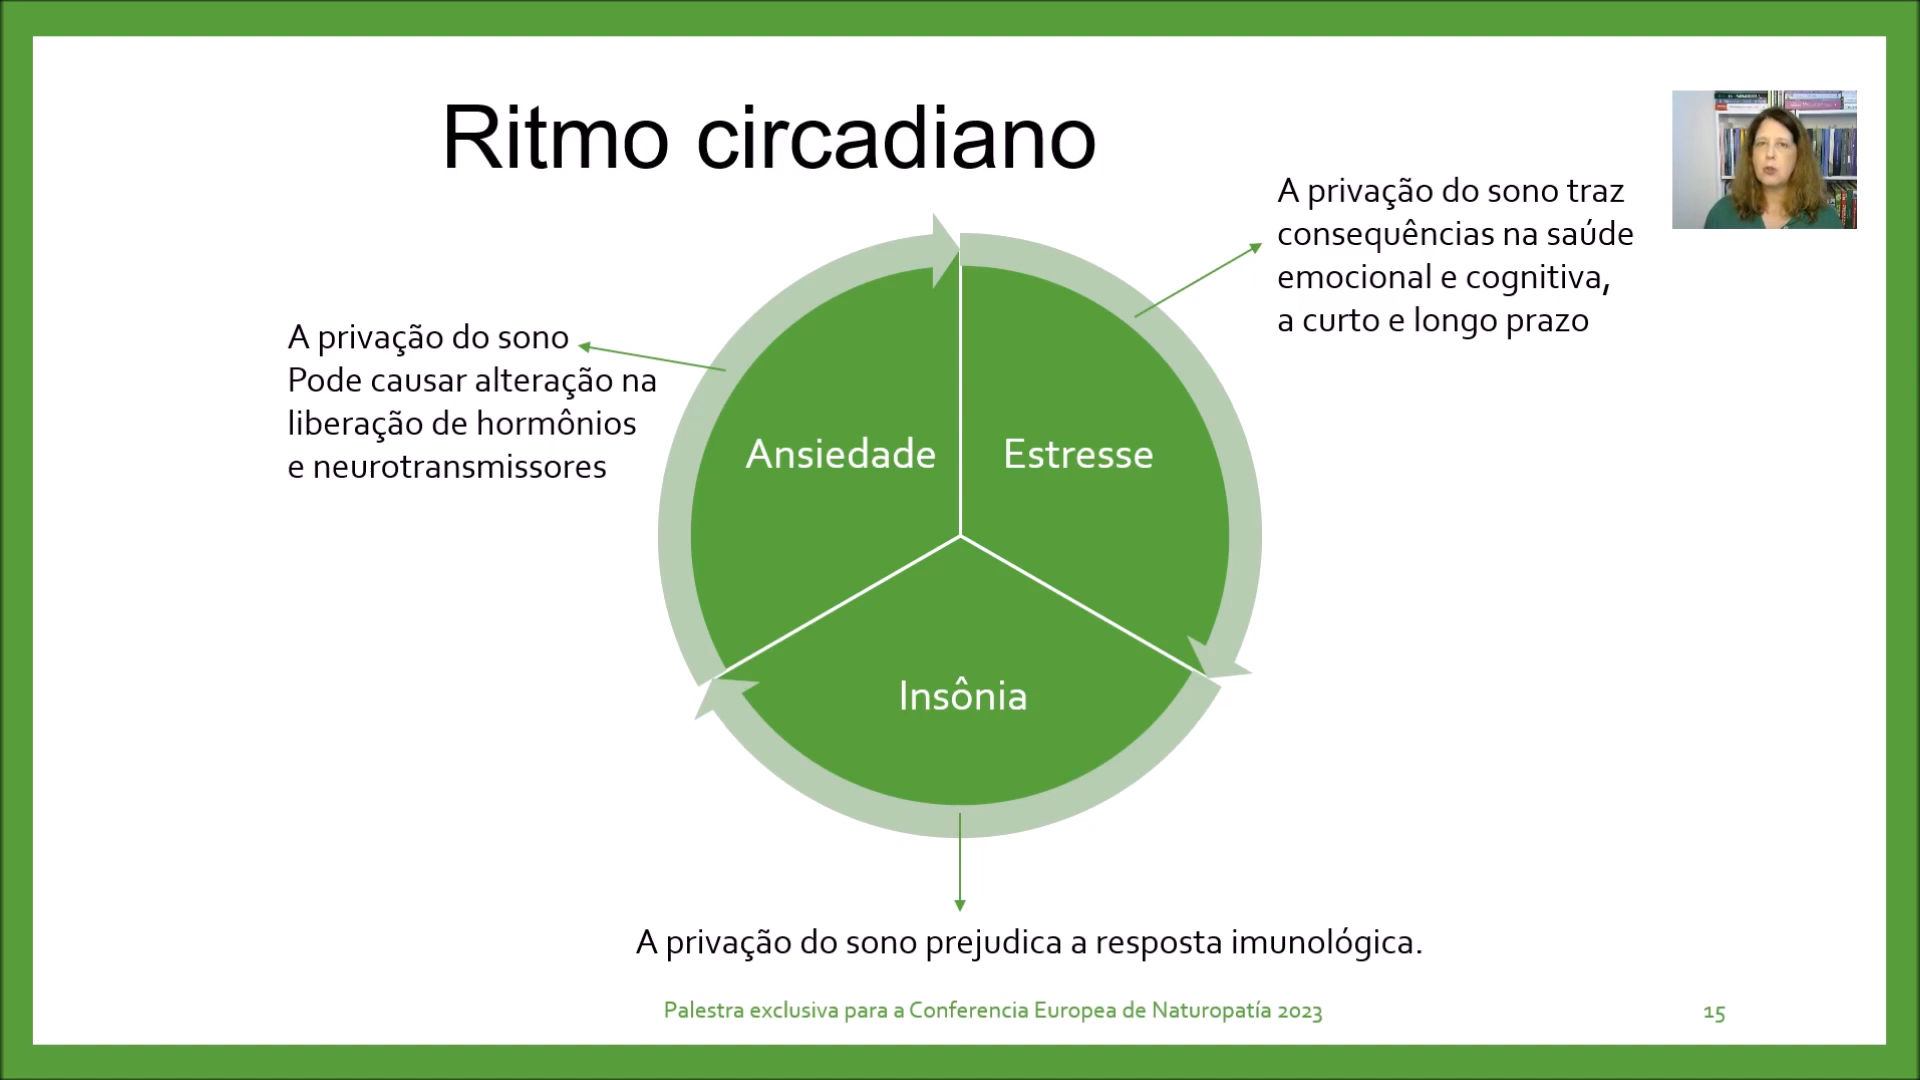 Ritmo circadiano
A privação do sono traz
consequências na saúde
emocional e cognitiva,
a curto e longo prazo
A privação do sono
Pode causar alteração na
liberação de hormônios
e neurotransmissores
Ansiedade
Estresse
Insônia
A privação do sono prejudica a resposta imunológica.
Palestra exclusiva para a Conferencia Europea de Naturopatía 2023
15